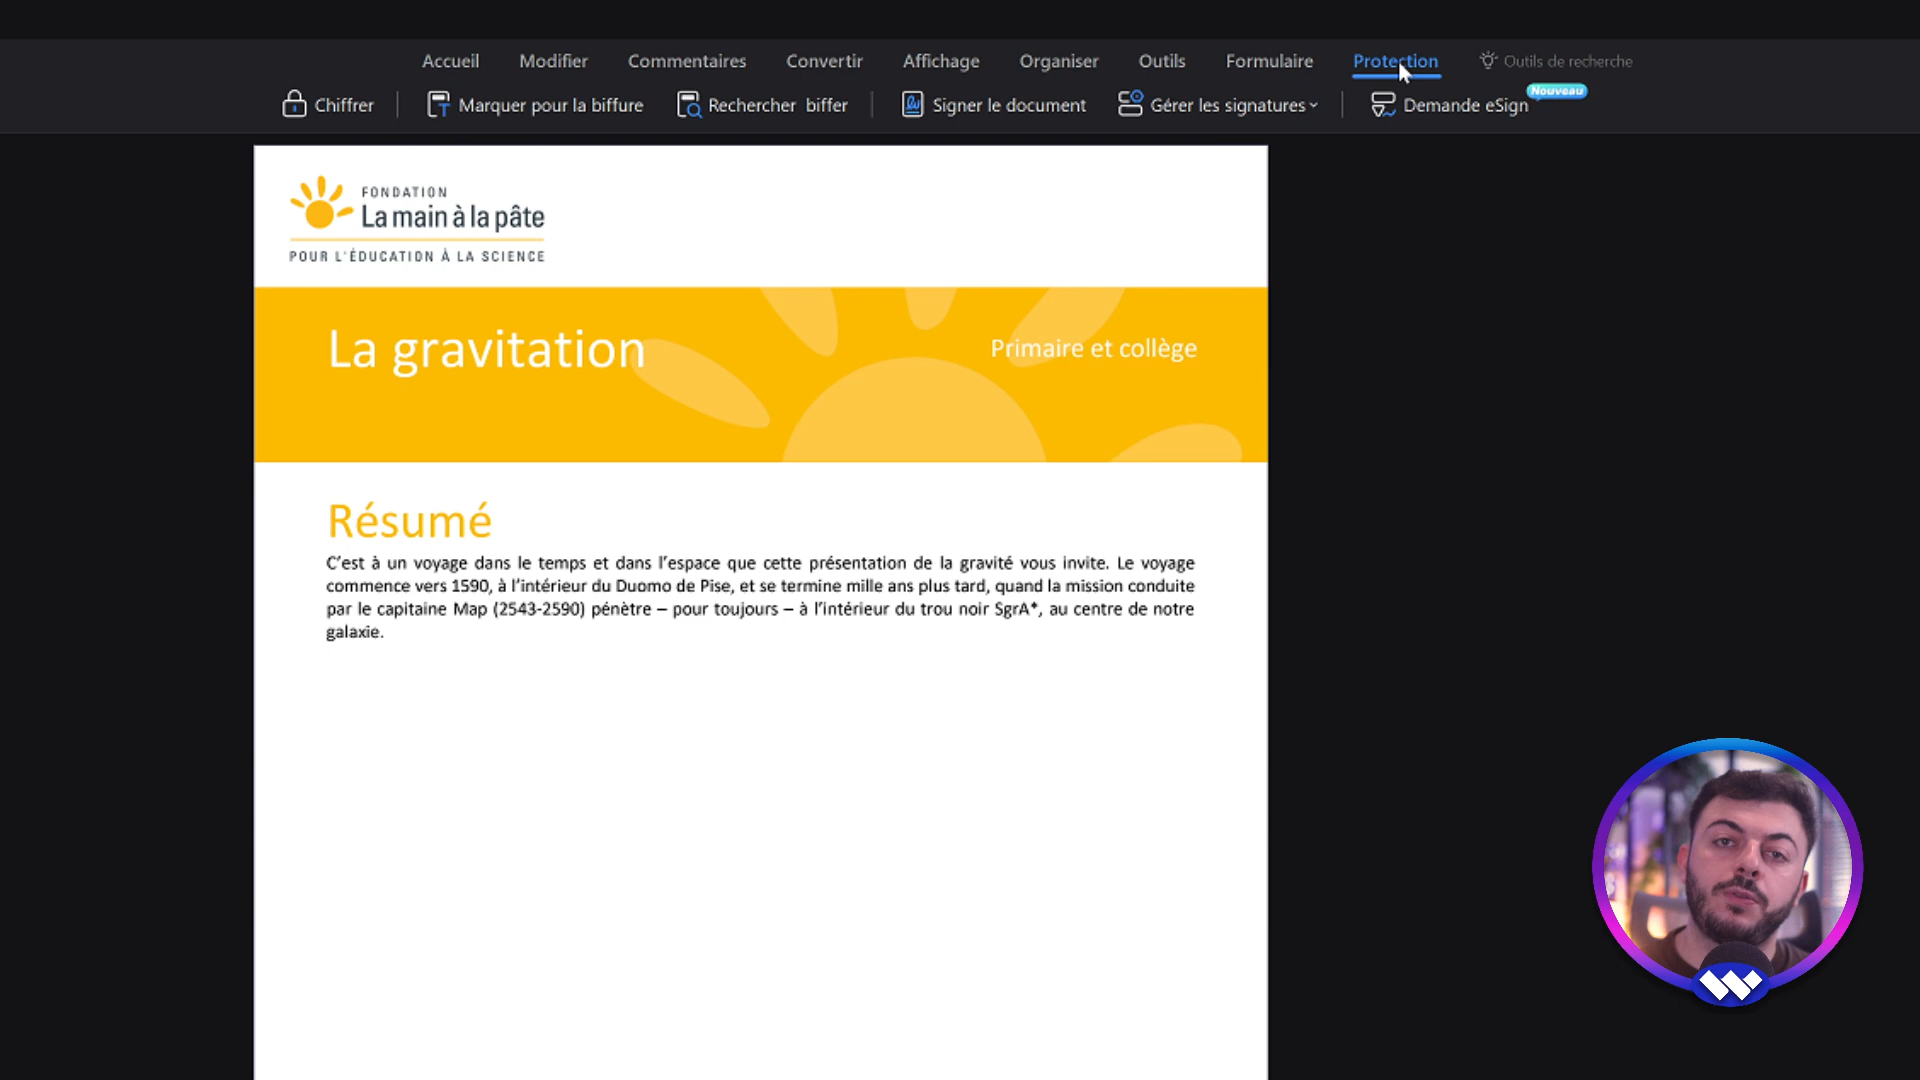 Accueil Modifier Commentaires Convertir Affichage Organiser Outils Formulaire Protection Outils de recherche
Chiffrer Marquer pour la biffure Rechercher biffer Signer le document Gérer les signatures Demande eSign Nouveau
FONDATION
La main à la pâte
POUR L'ÉDUCATION À LA SCIENCE
La gravitation
Primaire et collège
Résumé
C'est à un voyage dans le temps et dans l'espace que cette présentation de la gravité vous invite. Le voyage
commence vers 1590, à l'intérieur du Duomo de Pise, et se termine mille ans plus tard, quand la mission conduite
par le capitaine Map (2543-2590) pénètre – pour toujours – à l'intérieur du trou noir SgrA*, au centre de notre
galaxie.